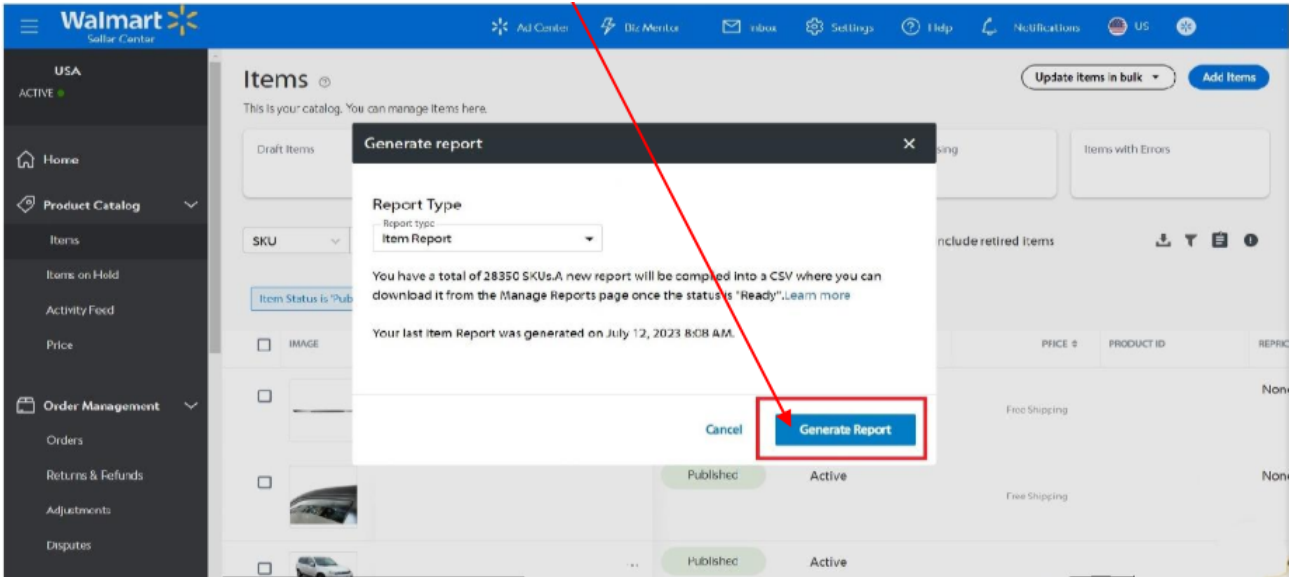 Walmart
Seller Center
Ad Center
Biz Mentor
Inbox
Settings
Help
Notifications
US
USA
ACTIVE
Home
Product Catalog
Items
Items on Hold
Activity Feed
Price
Order Management
Orders
Returns & Refunds
Adjustments
Disputes
Items
Update items in bulk
Add Items
This is your catalog. You can manage items here.
Draft Items
Items with Errors
SKU
include retired items
Item Status is 'Pub
IMAGE
PRICE
PRODUCT ID
REPRIC
Generate report
Report Type
Report type
Item Report
You have a total of 28350 SKUs.A new report will be compiled into a CSV where you can
download it from the Manage Reports page once the status is "Ready".Learn more
Your last Item Report was generated on July 12, 2023 8:08 AM.
Cancel
Generate Report
Free Shipping
Published
Active
Free Shipping
Published
Active